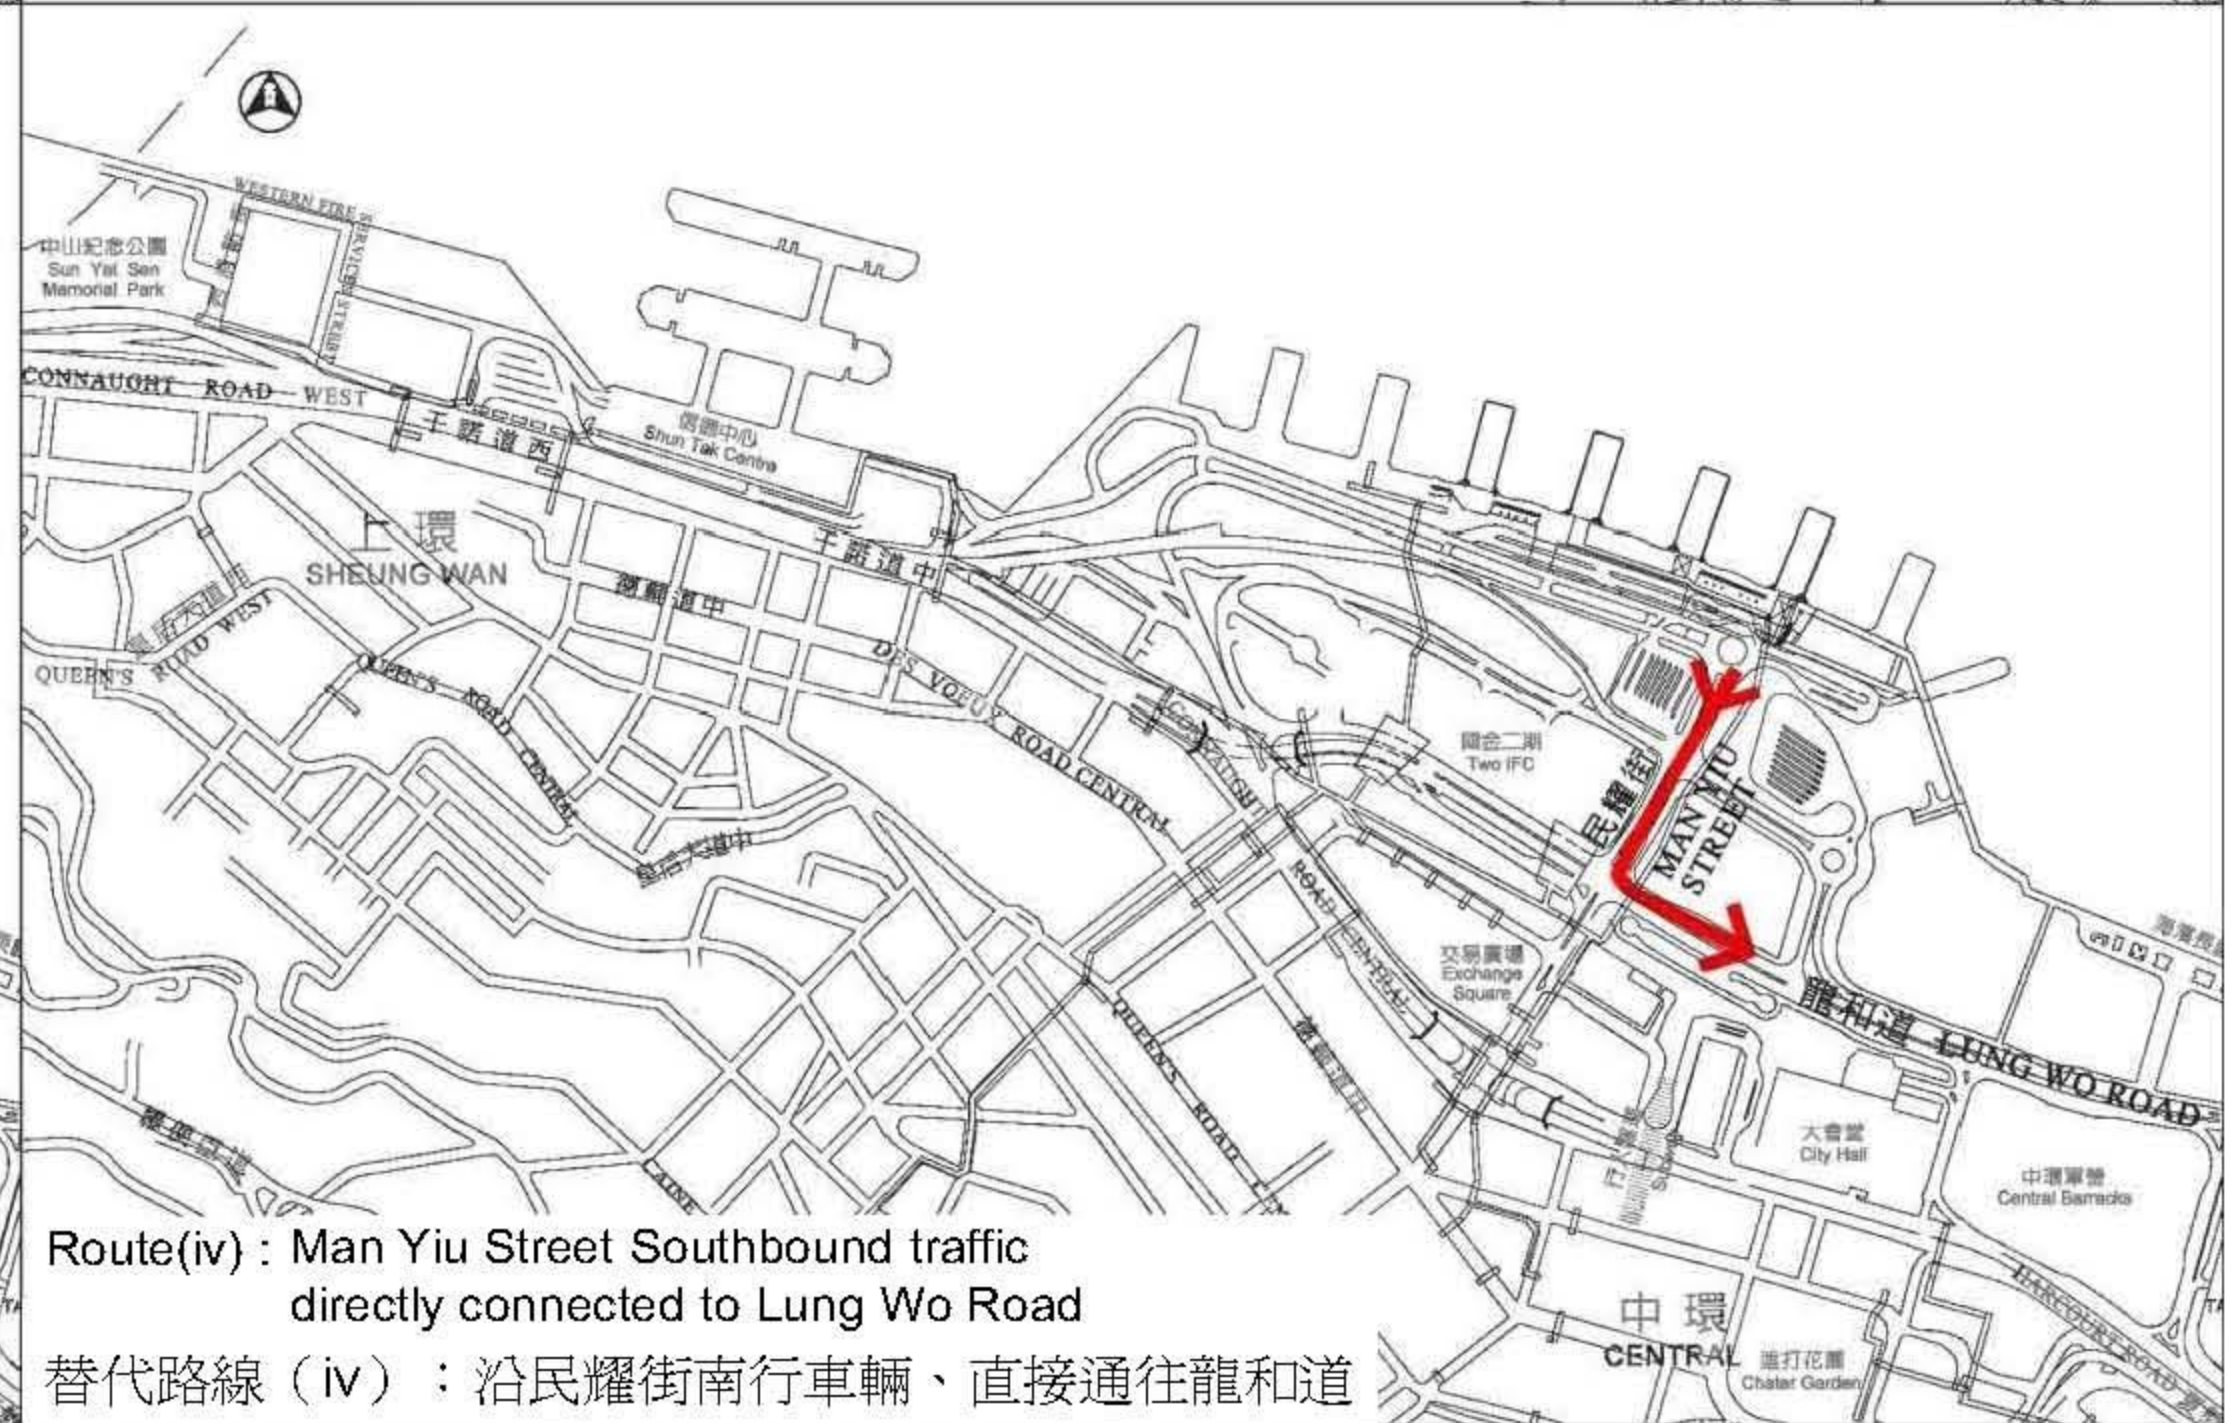 WESTERN FIRE SERVICES STREET
中山紀念公園
Sun Yat Sen
Memorial Park
CONNAUGHT ROAD WEST
干諾道西
信德中心
Shun Tak Centre
上環
SHEUNG WAN
干諾道中
德輔道中
皇后大道西
QUEEN'S ROAD WEST
QUEEN'S ROAD CENTRAL
DES VOEUX ROAD CENTRAL
CONNAUGHT ROAD CENTRAL
國金二期
Two IFC
民耀街
MAN YIU
STREET
皇后大道中
交易廣場
Exchange
Square
德輔道中
QUEEN'S ROAD
龍和道 LUNG WO ROAD
大會堂
City Hall
中環軍營
Central Barracks
HARCOURT ROAD
中環
CENTRAL
遮打花園
Chater Garden
Route(iv) : Man Yiu Street Southbound traffic
directly connected to Lung Wo Road
替代路線（iv）：沿民耀街南行車輛、直接通往龍和道